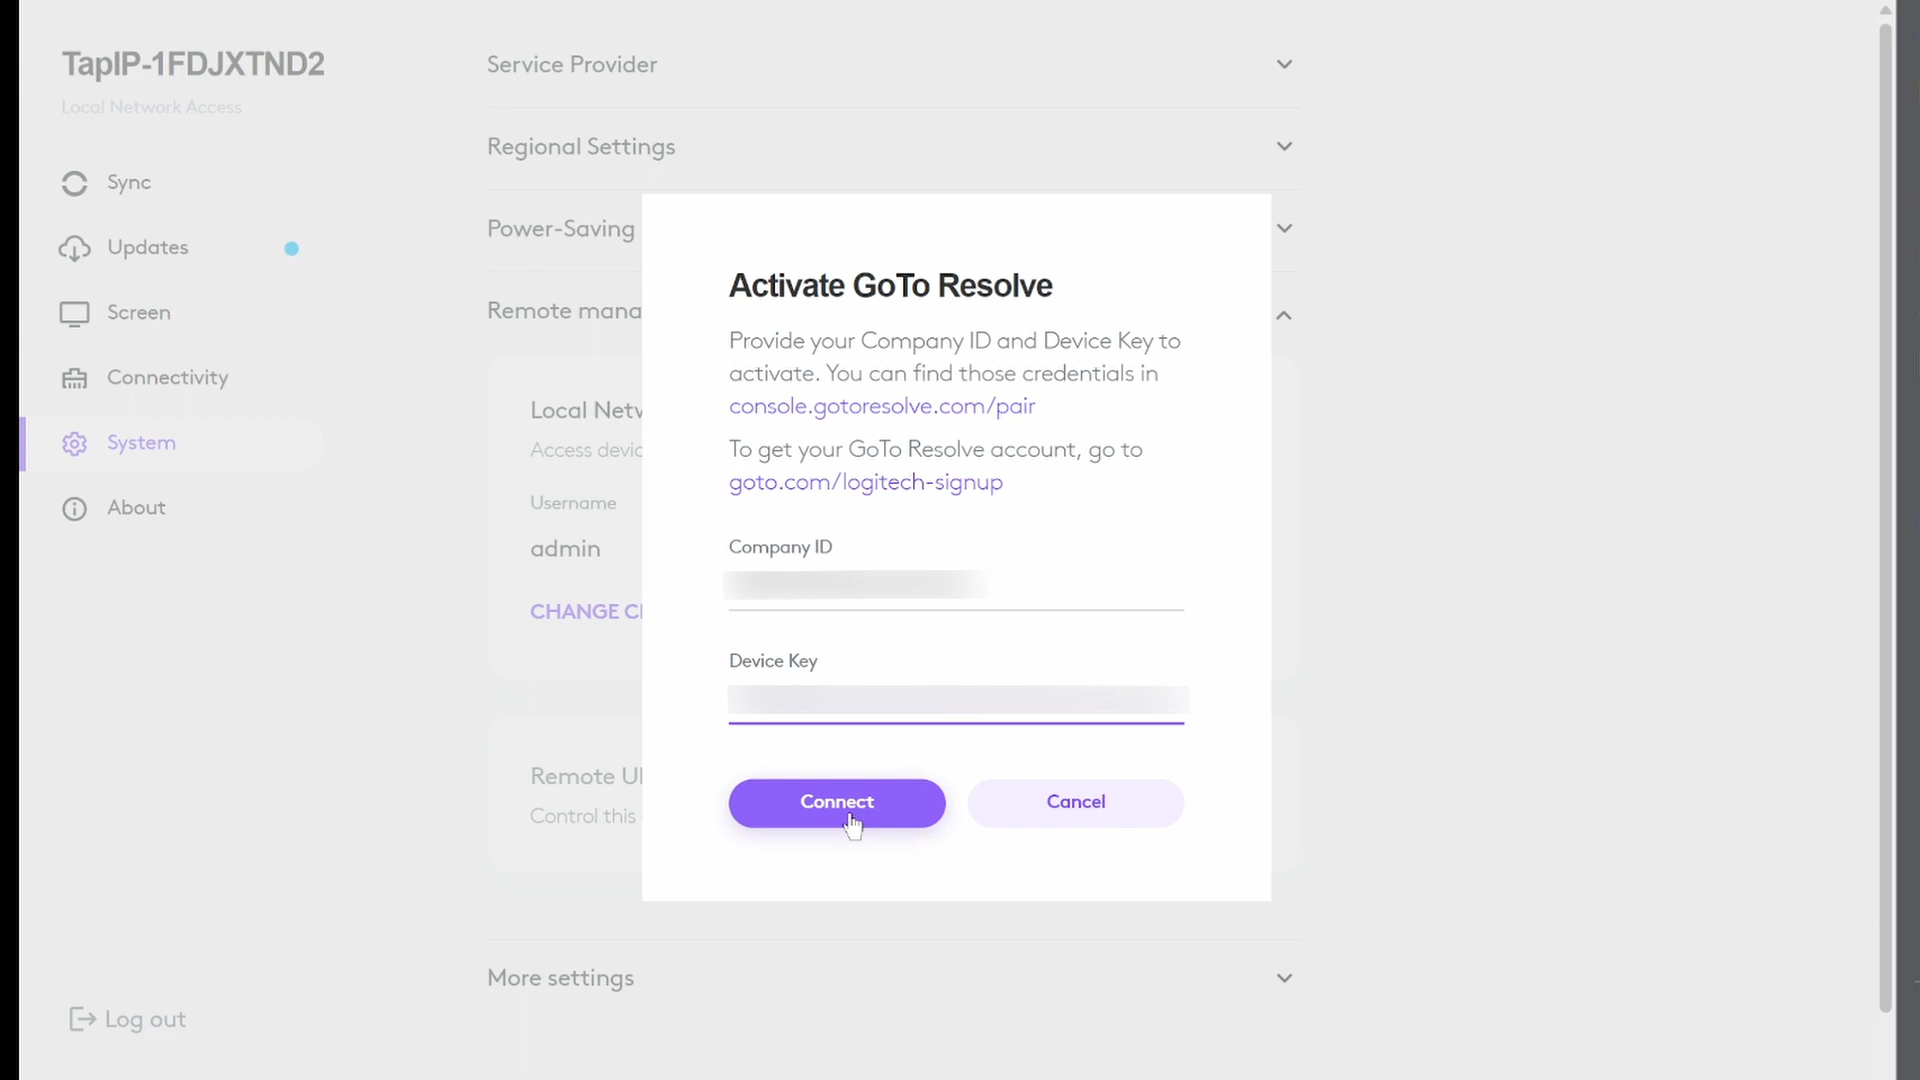 TapIP-1FDJXTND2
Local Network Access
Sync
Updates
Screen
Connectivity
System
About
Log out
Service Provider
Regional Settings
Power-Saving
Remote mana
Local Netw
Access devic
Username
admin
CHANGE C
Remote UI
Control this
More settings
Activate GoTo Resolve
Provide your Company ID and Device Key to
activate. You can find those credentials in
console.gotoresolve.com/pair
To get your GoTo Resolve account, go to
goto.com/logitech-signup
Company ID
Device Key
Connect
Cancel